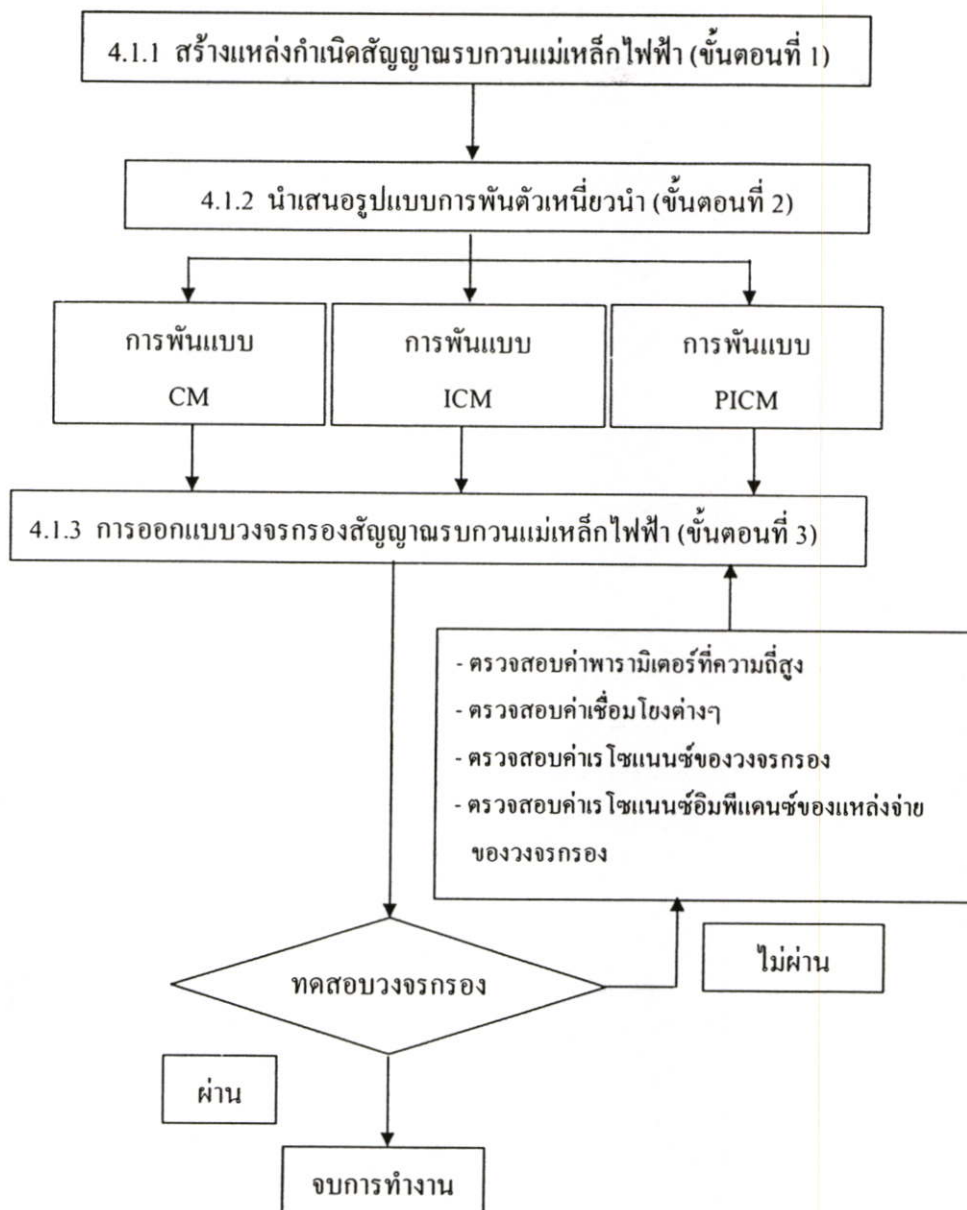 4.1.1 สร้างแหล่งกำเนิดสัญญาณรบกวนแม่เหล็กไฟฟ้า (ขั้นตอนที่ 1)
4.1.2 นำเสนอรูปแบบการพันตัวเหนี่ยวนำ (ขั้นตอนที่ 2)
การพันแบบ
CM
การพันแบบ
ICM
การพันแบบ
PICM
4.1.3 การออกแบบวงจรกรองสัญญาณรบกวนแม่เหล็กไฟฟ้า (ขั้นตอนที่ 3)
- ตรวจสอบค่าพารามิเตอร์ที่ความถี่สูง
- ตรวจสอบค่าเชื่อมโยงต่างๆ
- ตรวจสอบค่าเรโซแนนซ์ของวงจรกรอง
- ตรวจสอบค่าเรโซแนนซ์อิมพีแดนซ์ของแหล่งจ่าย
ของวงจรกรอง
ไม่ผ่าน
ทดสอบวงจรกรอง
ผ่าน
จบการทำงาน